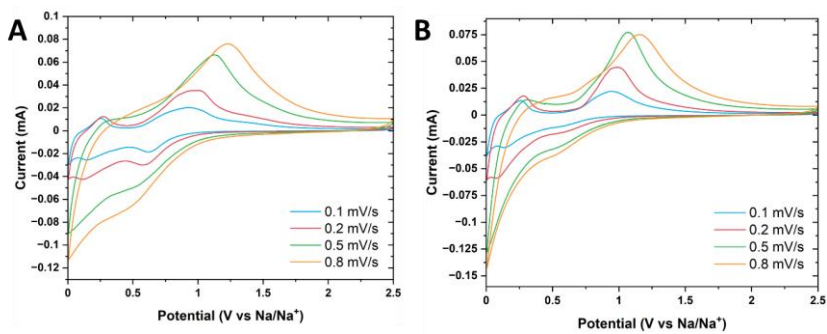 A
0.1
0.08
0.06
0.04
0.02
0
−0.02
−0.04
−0.06
−0.08
−0.1
−0.12
Current (mA)
0.1 mV/s
0.2 mV/s
0.5 mV/s
0.8 mV/s
0 0.5 1 1.5 2 2.5
Potential (V vs Na/Na⁺)
B
0.075
0.05
0.025
0
−0.025
−0.05
−0.075
−0.1
−0.125
−0.15
Current (mA)
0.1 mV/s
0.2 mV/s
0.5 mV/s
0.8 mV/s
0 0.5 1 1.5 2 2.5
Potential (V vs Na/Na⁺)